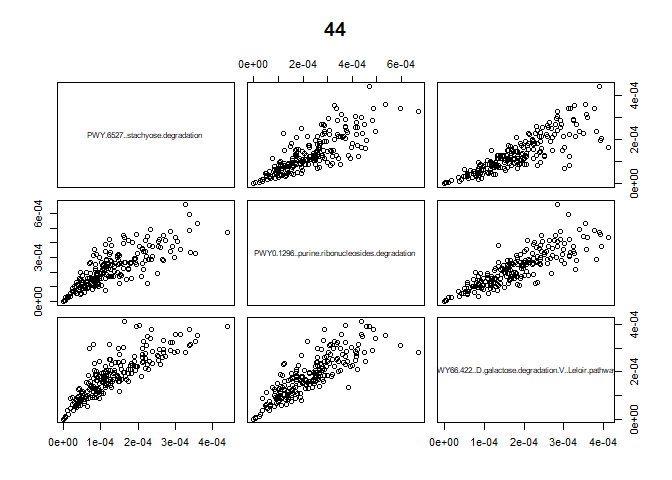 44
0e+00 2e-04 4e-04 6e-04
PWY.6527..stachyose.degradation
0e+00 2e-04 4e-04
0e+00 3e-04 6e-04
PWY0.1296..purine.ribonucleosides.degradation
WY66.422..D.galactose.degradation.V..Leloir.pathway
0e+00 2e-04 4e-04
0e+00 1e-04 2e-04 3e-04 4e-04
0e+00 1e-04 2e-04 3e-04 4e-04